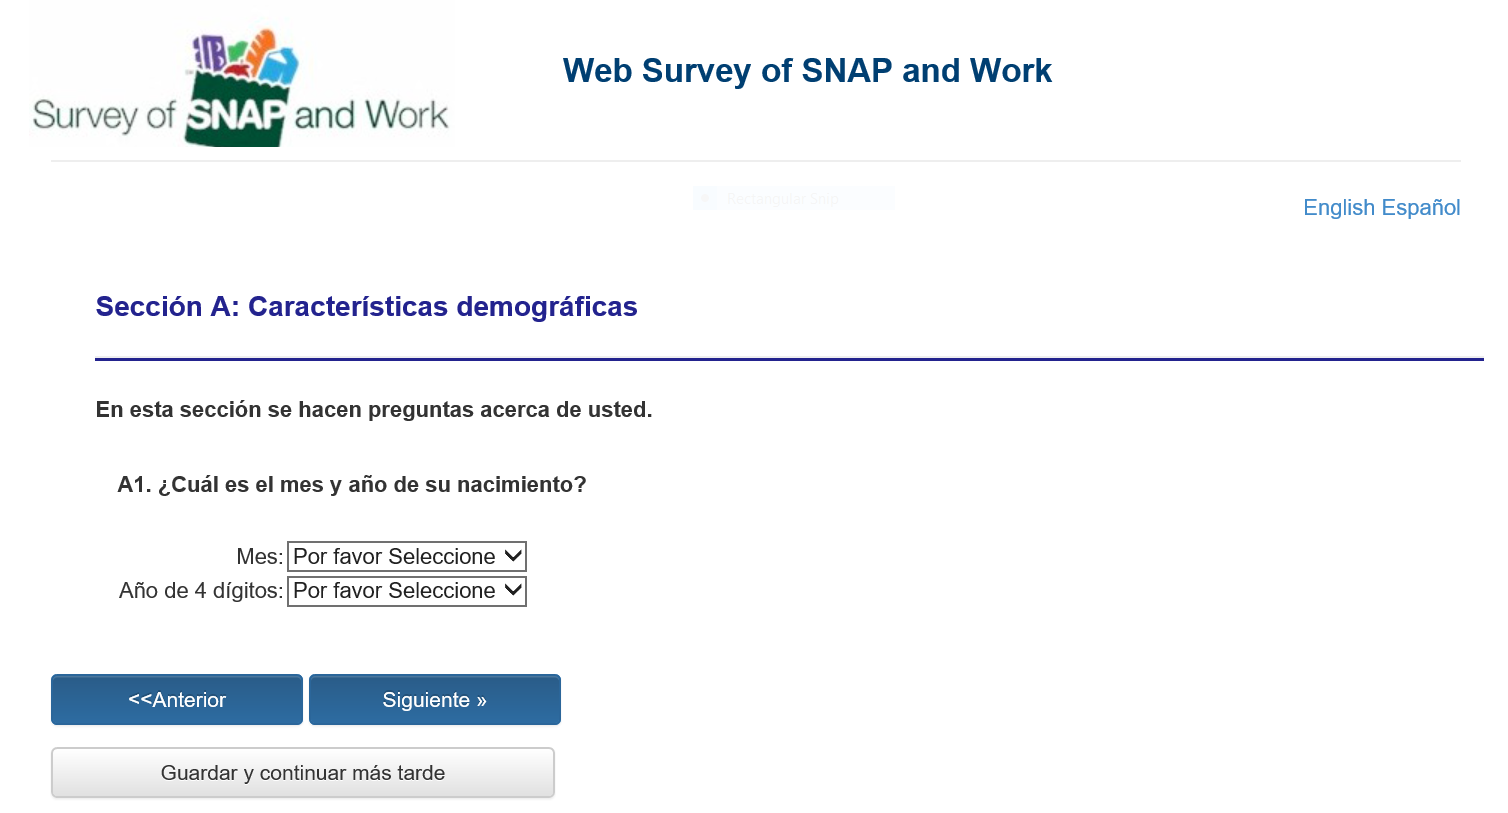 Survey of SNAP and Work
Web Survey of SNAP and Work
Rectangular Snip
English Español
Sección A: Características demográficas
En esta sección se hacen preguntas acerca de usted.
A1. ¿Cuál es el mes y año de su nacimiento?
Mes: Por favor Seleccione
Año de 4 dígitos: Por favor Seleccione
<<Anterior Siguiente »
Guardar y continuar más tarde